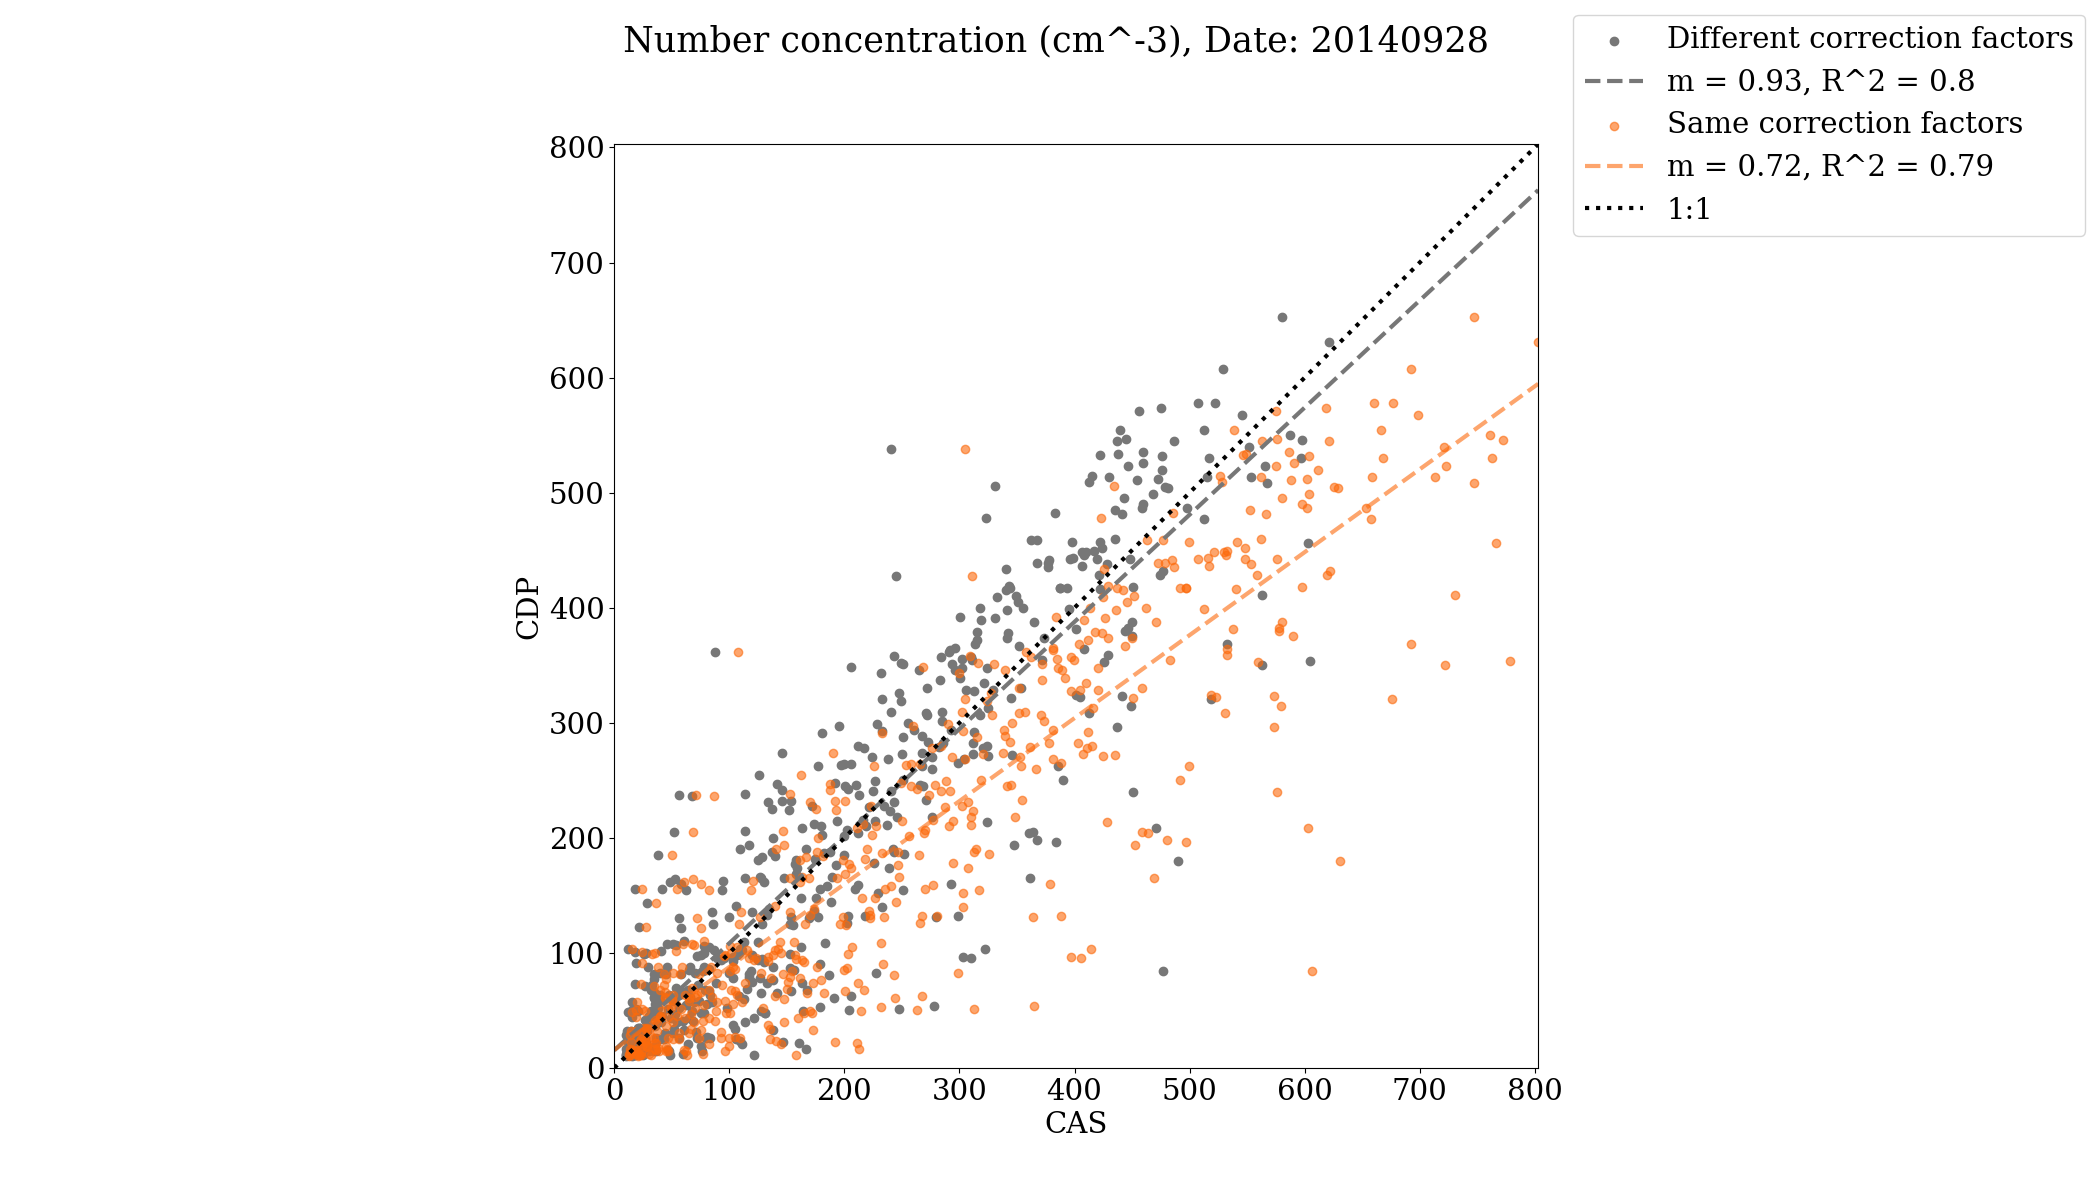 Number concentration (cm^-3), Date: 20140928
Different correction factors
m = 0.93, R^2 = 0.8
Same correction factors
m = 0.72, R^2 = 0.79
1:1
800
700
600
500
400
300
200
100
0
CDP
0 100 200 300 400 500 600 700 800
CAS